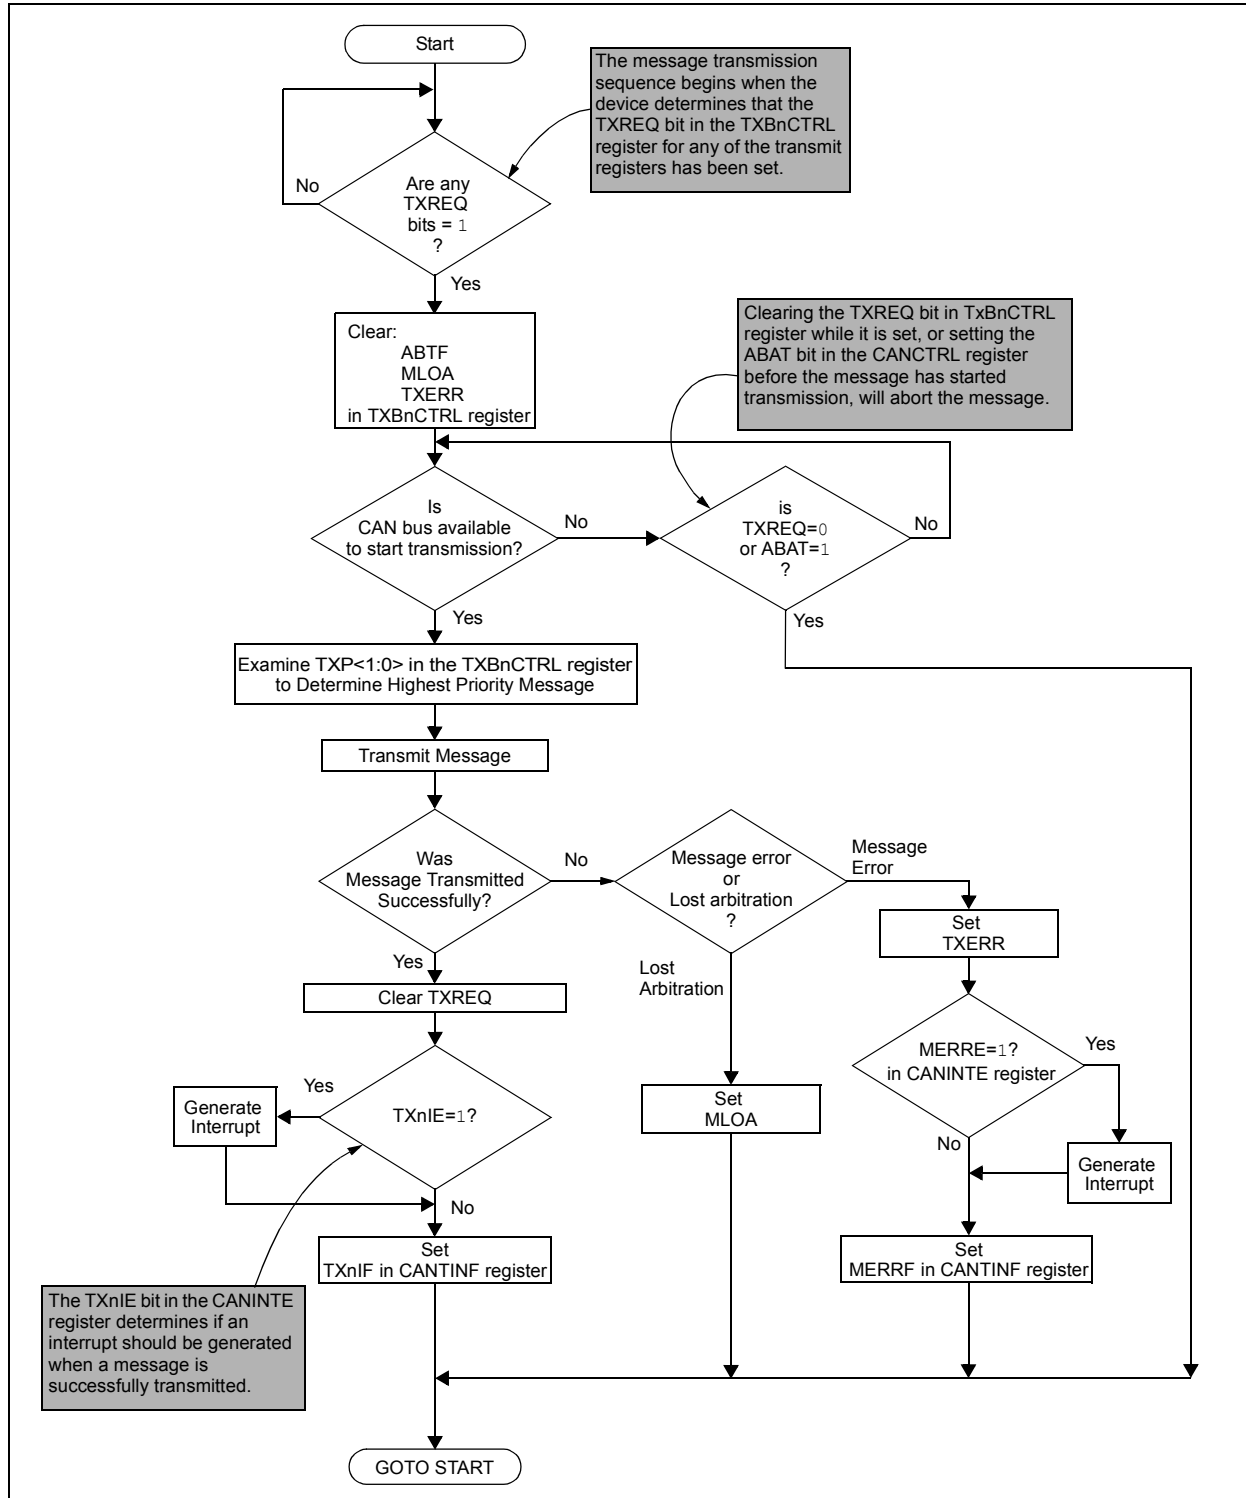 Start
The message transmission
sequence begins when the
device determines that the
TXREQ bit in the TXBnCTRL
register for any of the transmit
registers has been set.
No
Are any
TXREQ
bits = 1
?
Yes
Clear:
ABTF
MLOA
TXERR
in TXBnCTRL register
Clearing the TXREQ bit in TxBnCTRL
register while it is set, or setting the
ABAT bit in the CANCTRL register
before the message has started
transmission, will abort the message.
Is
CAN bus available
to start transmission?
No
is
TXREQ=0
or ABAT=1
?
No
Yes
Yes
Examine TXP<1:0> in the TXBnCTRL register
to Determine Highest Priority Message
Transmit Message
Was
Message Transmitted
Successfully?
No
Message error
or
Lost arbitration
?
Message
Error
Set
TXERR
Yes
Lost
Arbitration
Clear TXREQ
MERRE=1?
in CANINTE register
Yes
Yes
Generate
Interrupt
TXnIE=1?
Set
MLOA
No
Generate
Interrupt
No
Set
TXnIF in CANTINF register
Set
MERRF in CANTINF register
The TXnIE bit in the CANINTE
register determines if an
interrupt should be generated
when a message is
successfully transmitted.
GOTO START